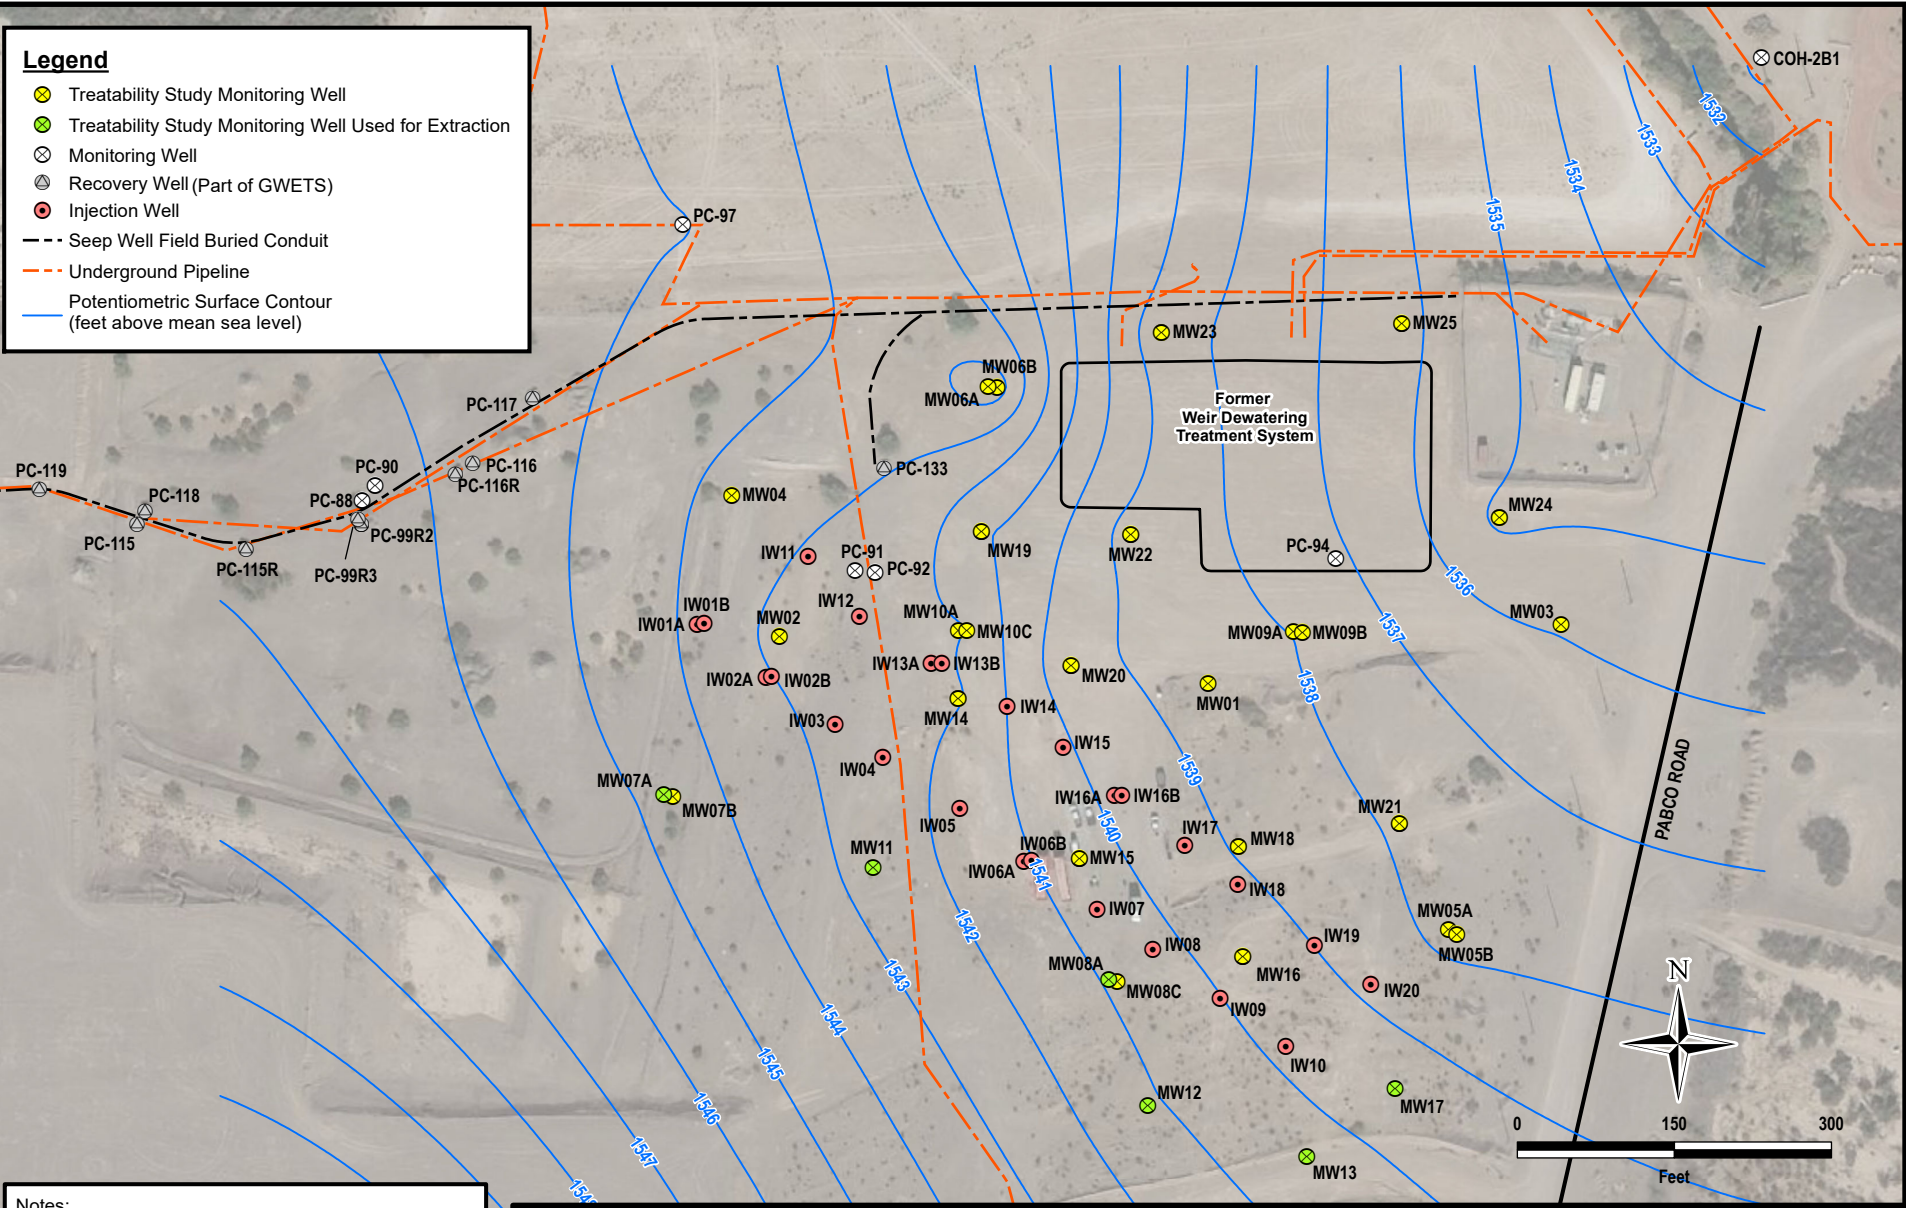 Legend
Treatability Study Monitoring Well
Treatability Study Monitoring Well Used for Extraction
Monitoring Well
Recovery Well (Part of GWETS)
Injection Well
Seep Well Field Buried Conduit
Underground Pipeline
Potentiometric Surface Contour
(feet above mean sea level)
COH-2B1
1532
1533
1534
1535
PC-97
MW23
MW25
MW06B
MW06A
Former
Weir Dewatering
Treatment System
PC-117
PC-133
PC-119
PC-90
PC-116
PC-116R
PC-118
PC-88
MW04
MW24
PC-115
PC-99R2
MW19
MW22
PC-94
PC-115R
PC-99R3
IW11
PC-91
PC-92
1536
IW01B
IW12
MW10A
MW03
IW01A
MW02
MW10C
MW09A
MW09B
1537
IW13A
IW13B
IW02A
IW02B
MW20
1538
MW01
IW03
MW14
IW14
IW15
IW04
1539
PABCO ROAD
MW07A
MW07B
IW16A
IW16B
MW21
IW05
1540
IW17
MW18
MW11
IW06B
IW06A
1541
MW15
IW18
IW07
MW05A
1542
IW08
IW19
MW05B
MW08A
MW16
1543
MW08C
IW20
N
IW09
1544
IW10
1545
MW12
MW17
1546
0 150 300
Feet
1547
MW13
Notes: